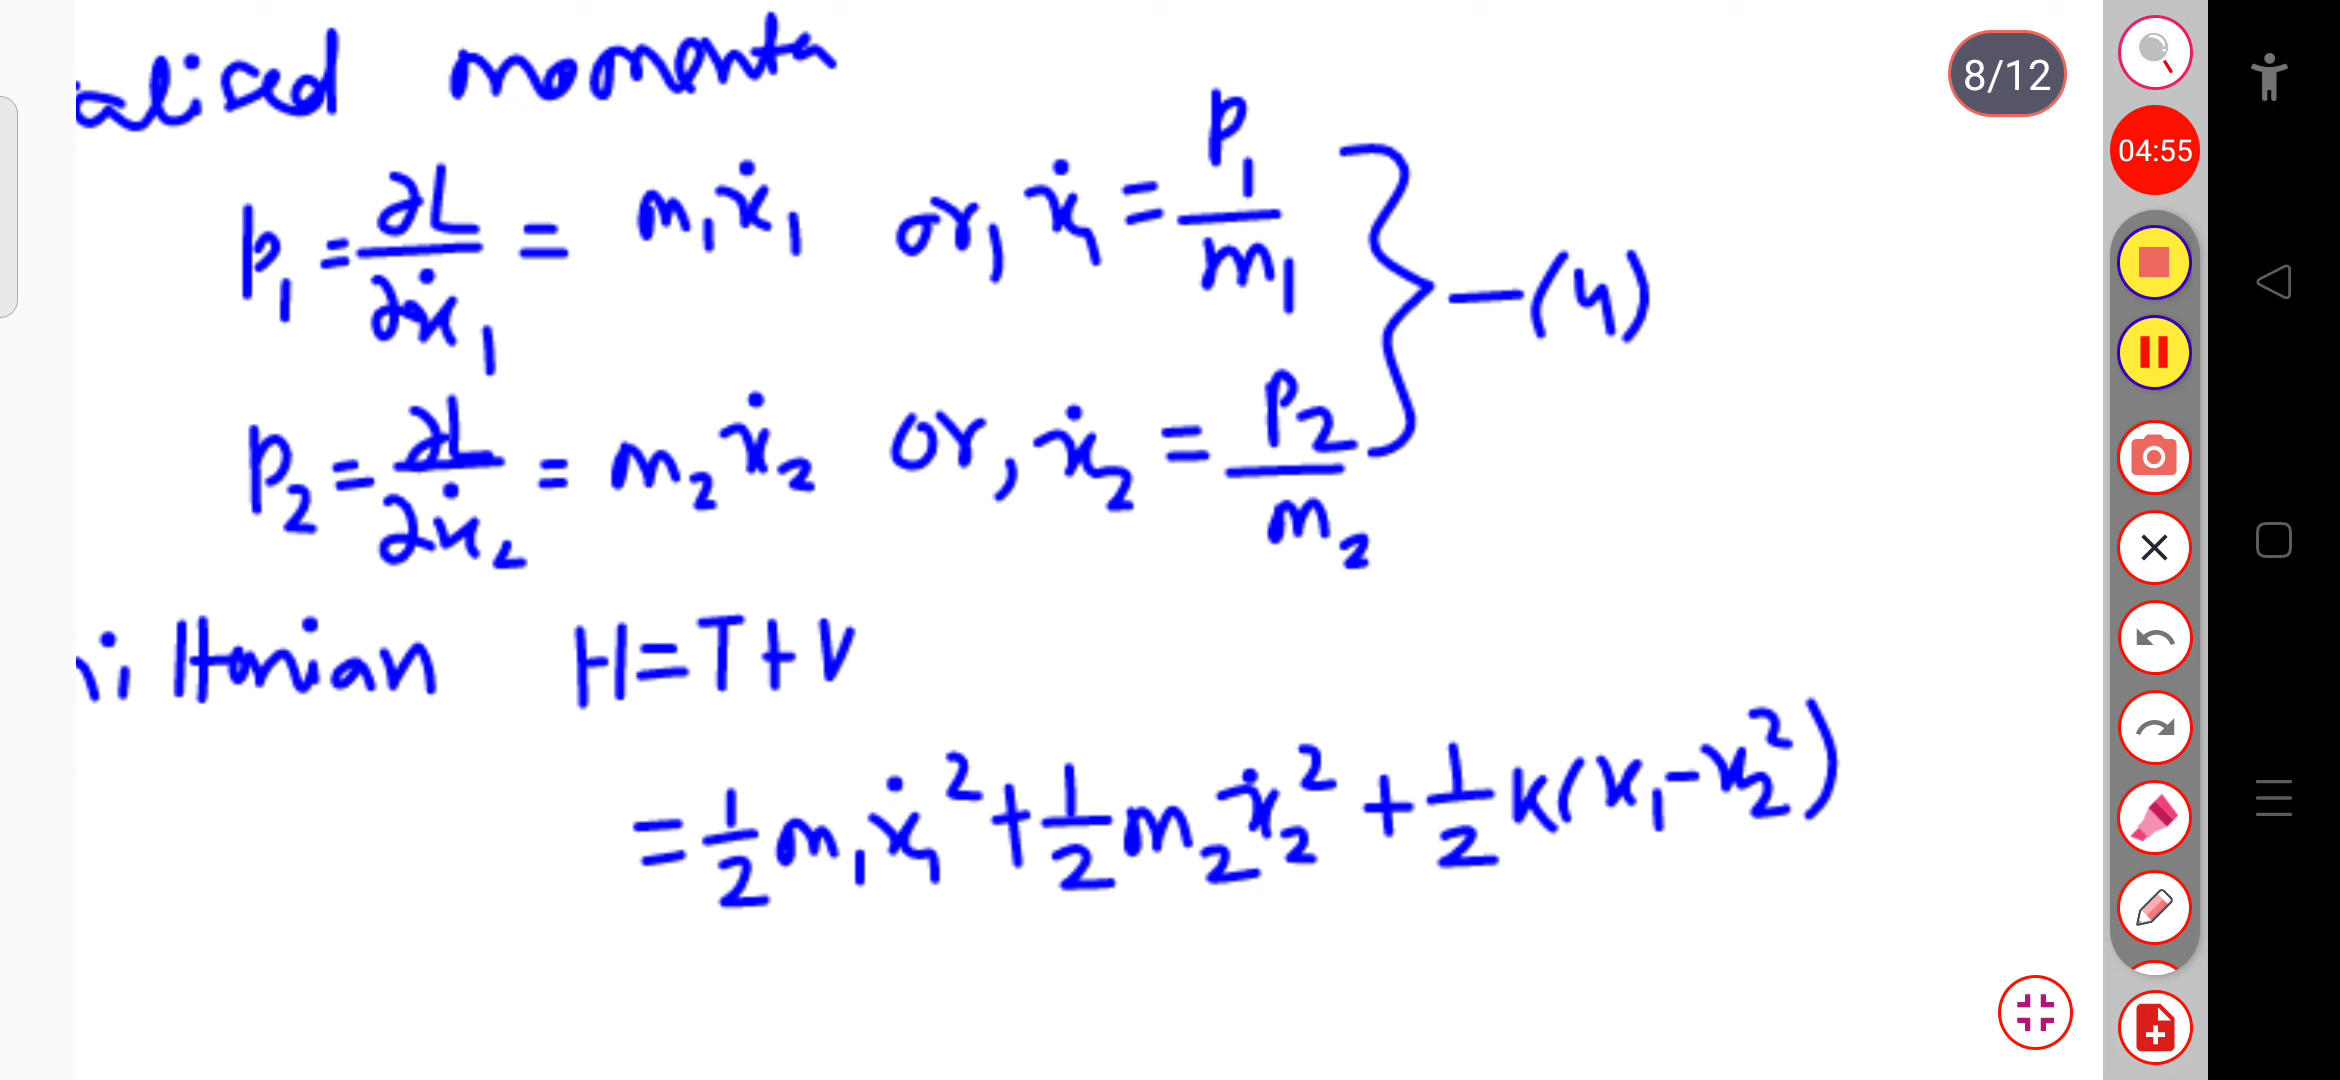 alised momenta
8/12
04:55
p₁ = ∂L/∂ẋ₁ = m₁ẋ₁ or, ẋ₁ = p₁/m₁
} —(4)
p₂ = ∂L/∂ẋ₂ = m₂ẋ₂ or, ẋ₂ = p₂/m₂
iltonian H=T+V
= ½m₁ẋ₁² + ½m₂ẋ₂² + ½k(x₁-x₂²)